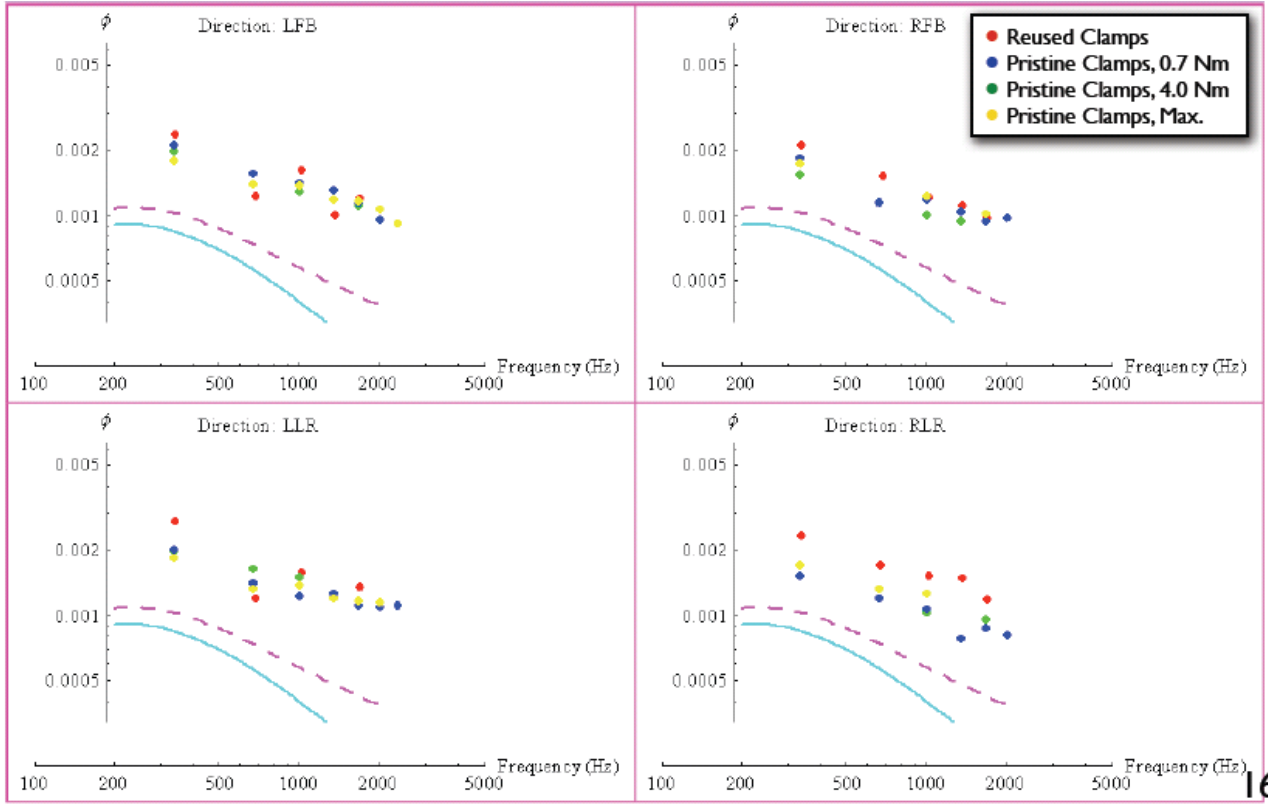 ϕ
Direction: LFB
0.005
0.002
0.001
0.0005
100 200 500 1000 2000 5000
Frequency (Hz)
ϕ
Direction: RFB
0.005
0.002
0.001
0.0005
100 200 500 1000 2000 5000
Frequency (Hz)
Reused Clamps
Pristine Clamps, 0.7 Nm
Pristine Clamps, 4.0 Nm
Pristine Clamps, Max.
ϕ
Direction: LLR
0.005
0.002
0.001
0.0005
100 200 500 1000 2000 5000
Frequency (Hz)
ϕ
Direction: RLR
0.005
0.002
0.001
0.0005
100 200 500 1000 2000 5000
Frequency (Hz)
16